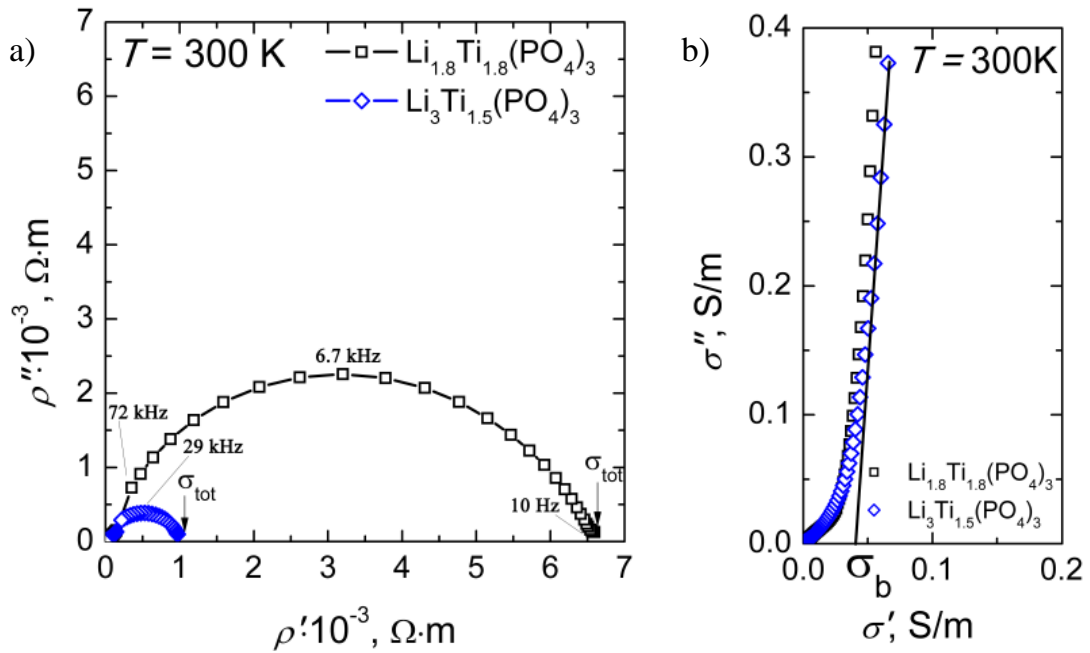 a)
T = 300 K
Li1.8Ti1.8(PO4)3
Li3Ti1.5(PO4)3
7
6
5
4
3
2
1
0
ρ''·10-3, Ω·m
72 kHz
6.7 kHz
29 kHz
σtot
σtot
10 Hz
0 1 2 3 4 5 6 7
ρ'·10-3, Ω·m
b)
T = 300K
0.4
0.3
0.2
0.1
0.0
σ'', S/m
Li1.8Ti1.8(PO4)3
Li3Ti1.5(PO4)3
0.0 0.1 0.2
σb
σ', S/m